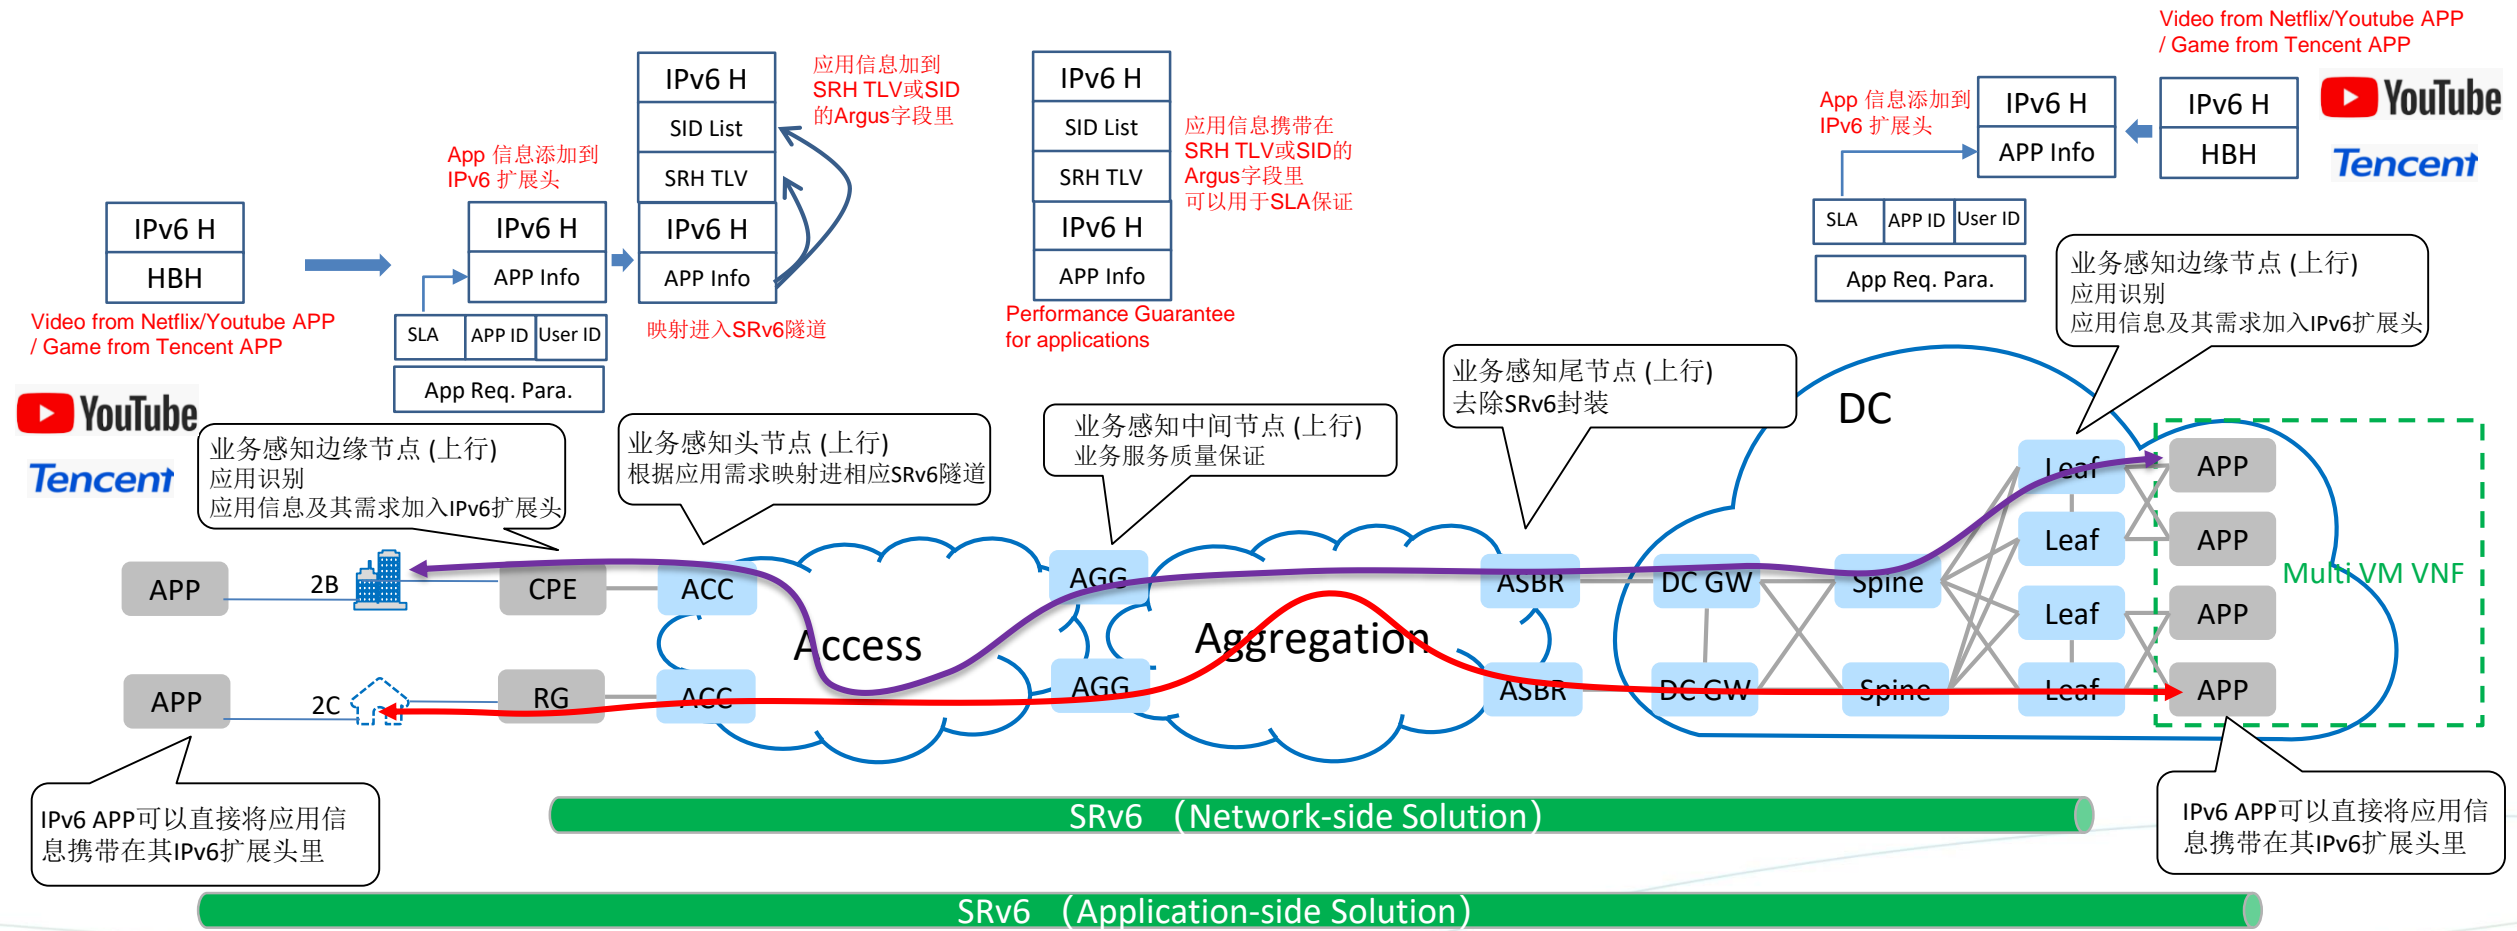 Video from Netflix/Youtube APP
/ Game from Tencent APP
IPv6 H
SID List
SRH TLV
IPv6 H
APP Info
应用信息加到
SRH TLV或SID
的Argus字段里
IPv6 H
SID List
SRH TLV
IPv6 H
APP Info
应用信息携带在
SRH TLV或SID的
Argus字段里
可以用于SLA保证
App 信息添加到
IPv6 扩展头
IPv6 H
APP Info
IPv6 H
HBH
YouTube
Tencent
SLA
APP ID
User ID
App Req. Para.
App 信息添加到
IPv6 扩展头
IPv6 H
HBH
IPv6 H
APP Info
Video from Netflix/Youtube APP
/ Game from Tencent APP
SLA
APP ID
User ID
App Req. Para.
映射进入SRv6隧道
Performance Guarantee
for applications
YouTube
Tencent
业务感知边缘节点 (上行)
应用识别
应用信息及其需求加入IPv6扩展头
业务感知头节点 (上行)
根据应用需求映射进相应SRv6隧道
业务感知中间节点 (上行)
业务服务质量保证
业务感知尾节点 (上行)
去除SRv6封装
业务感知边缘节点 (上行)
应用识别
应用信息及其需求加入IPv6扩展头
DC
APP
2B
CPE
ACC
AGG
ASBR
DC GW
Spine
Leaf
APP
Leaf
APP
Multi VM VNF
Leaf
APP
Access
Aggregation
APP
2C
RG
ACC
AGG
ASBR
DC GW
Spine
Leaf
APP
IPv6 APP可以直接将应用信
息携带在其IPv6扩展头里
SRv6 （Network-side Solution）
IPv6 APP可以直接将应用信
息携带在其IPv6扩展头里
SRv6 （Application-side Solution）